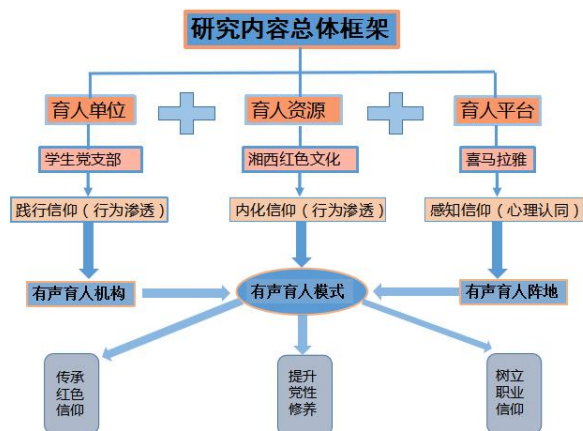 研究内容总体框架
育人单位
育人资源
育人平台
学生党支部
湘西红色文化
喜马拉雅
践行信仰（行为渗透）
内化信仰（行为渗透）
感知信仰（心理认同）
有声育人机构
有声育人模式
有声育人阵地
传承
红色
信仰
提升
党性
修养
树立
职业
信仰